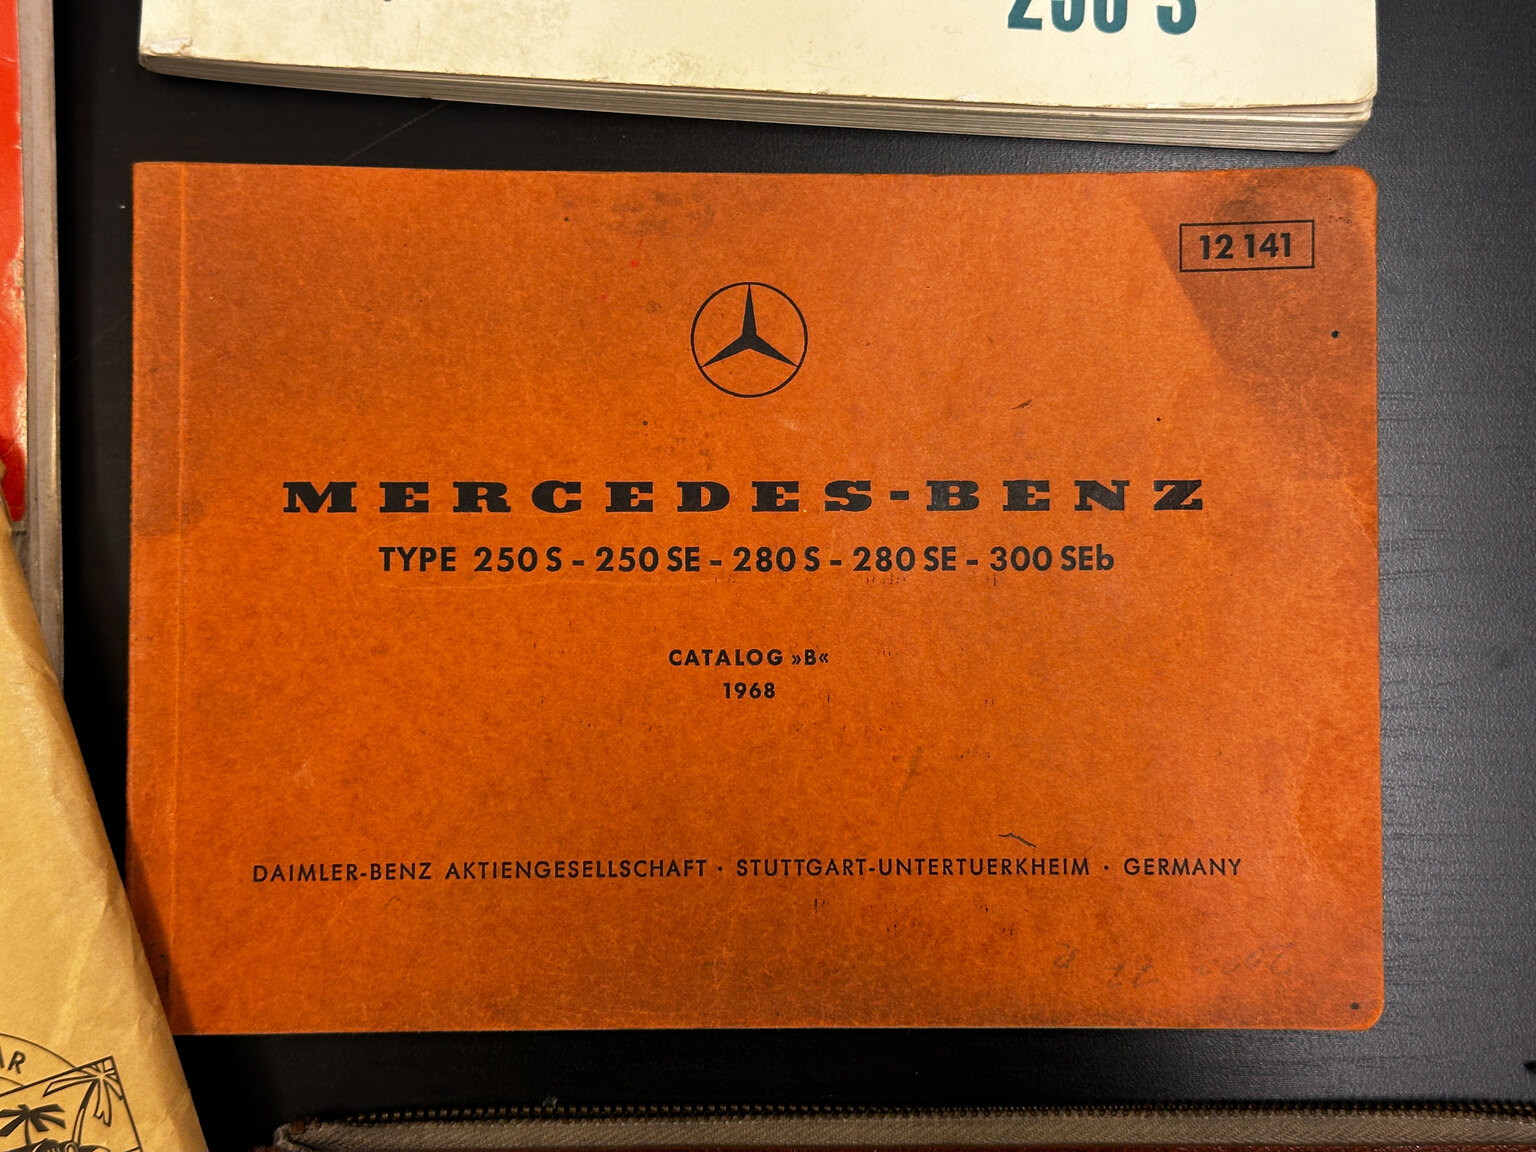 12 141
MERCEDES-BENZ
TYPE 250 S - 250 SE - 280 S - 280 SE - 300 SEb
CATALOG »B«
1968
DAIMLER-BENZ AKTIENGESELLSCHAFT · STUTTGART-UNTERTUERKHEIM · GERMANY